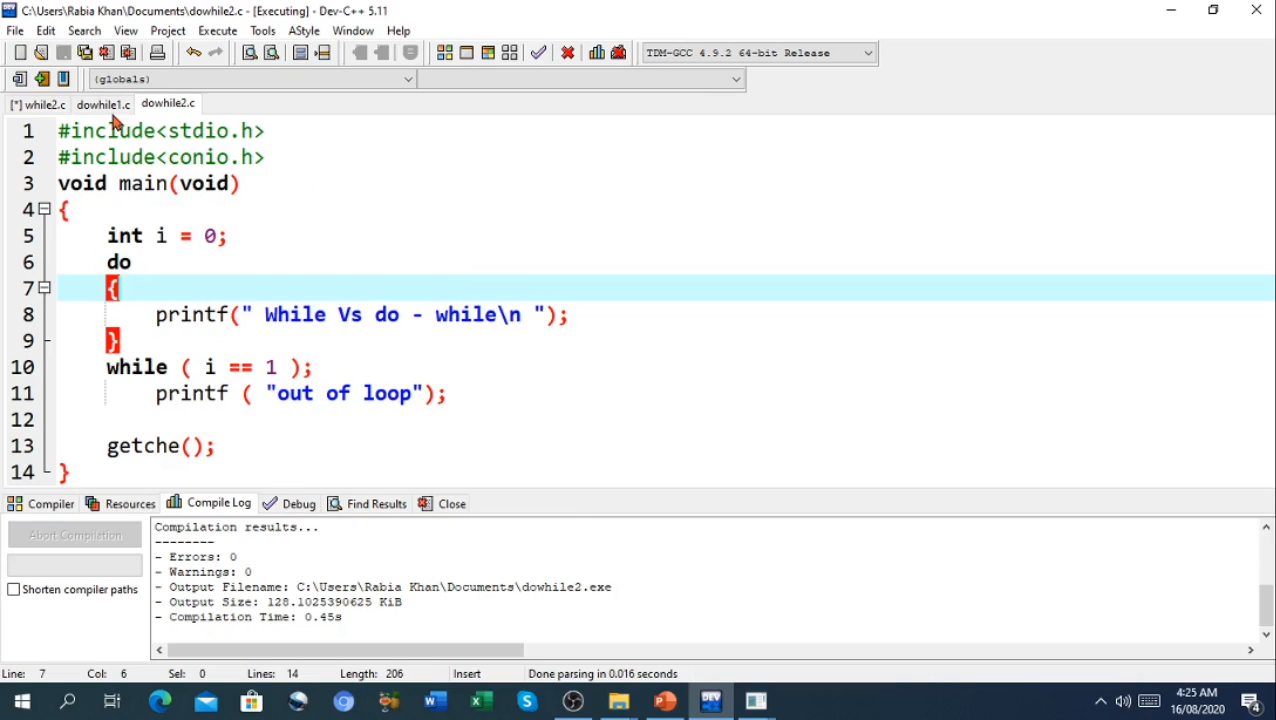 C:\Users\Rabia Khan\Documents\dowhile2.c - [Executing] - Dev-C++ 5.11
File Edit Search View Project Execute Tools AStyle Window Help
TDM-GCC 4.9.2 64-bit Release
(globals)
[*] while2.c dowhile1.c dowhile2.c
1 #include<stdio.h>
2 #include<conio.h>
3 void main(void)
4 {
5 int i = 0;
6 do
7 {
8 printf(" While Vs do - while\n ");
9 }
10 while ( i == 1 );
11 printf ( "out of loop");
12
13 getche();
14 }
Compiler Resources Compile Log Debug Find Results Close
Abort Compilation
Shorten compiler paths
Compilation results...
--------
- Errors: 0
- Warnings: 0
- Output Filename: C:\Users\Rabia Khan\Documents\dowhile2.exe
- Output Size: 128.1025390625 KiB
- Compilation Time: 0.45s
Line: 7 Col: 6 Sel: 0 Lines: 14 Length: 206 Insert Done parsing in 0.016 seconds
DEV
4:25 AM
16/08/2020
4